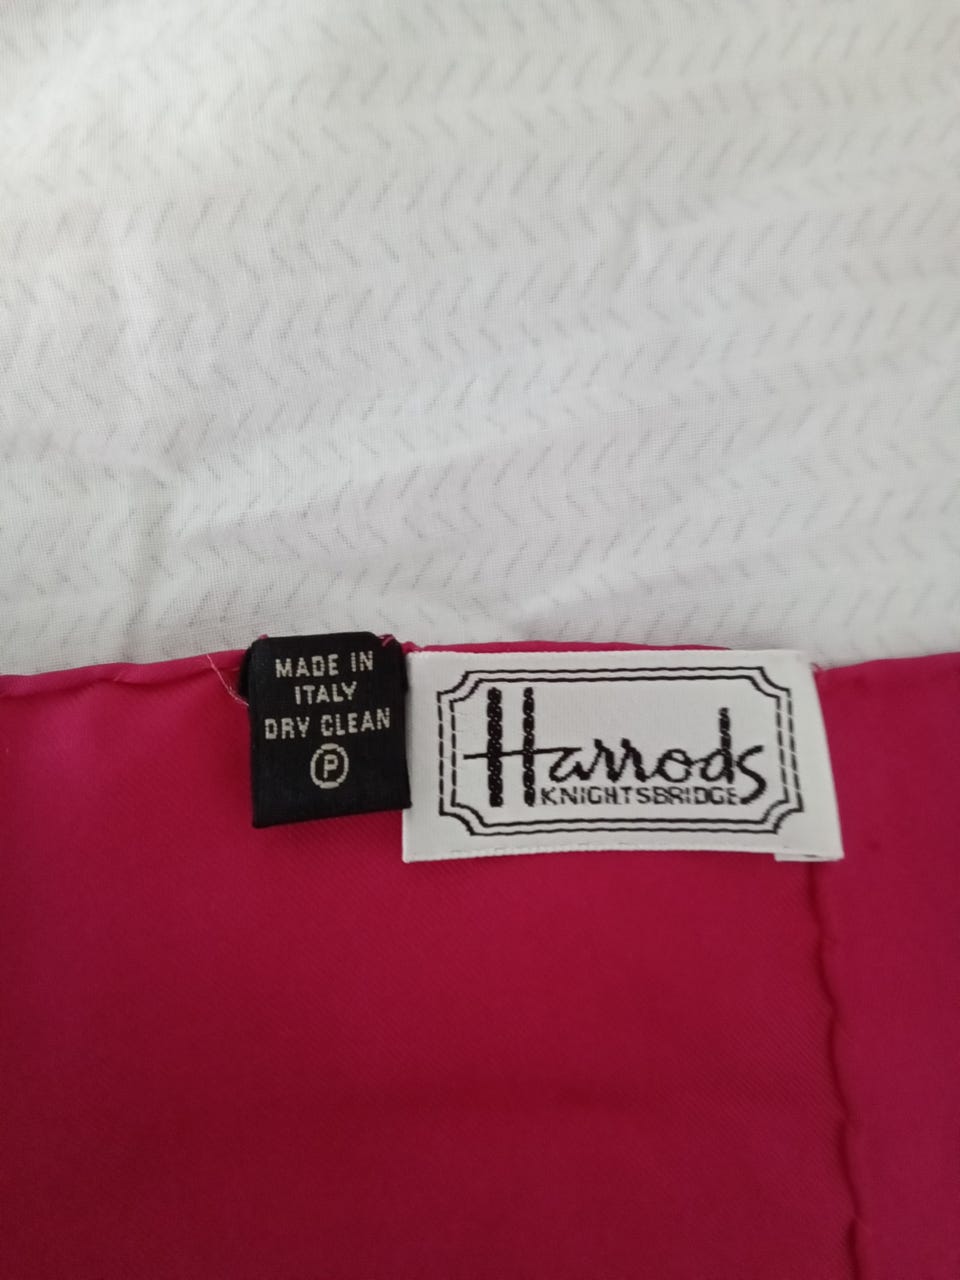 MADE IN
ITALY
DRY CLEAN
P
Harrods
KNIGHTSBRIDGE